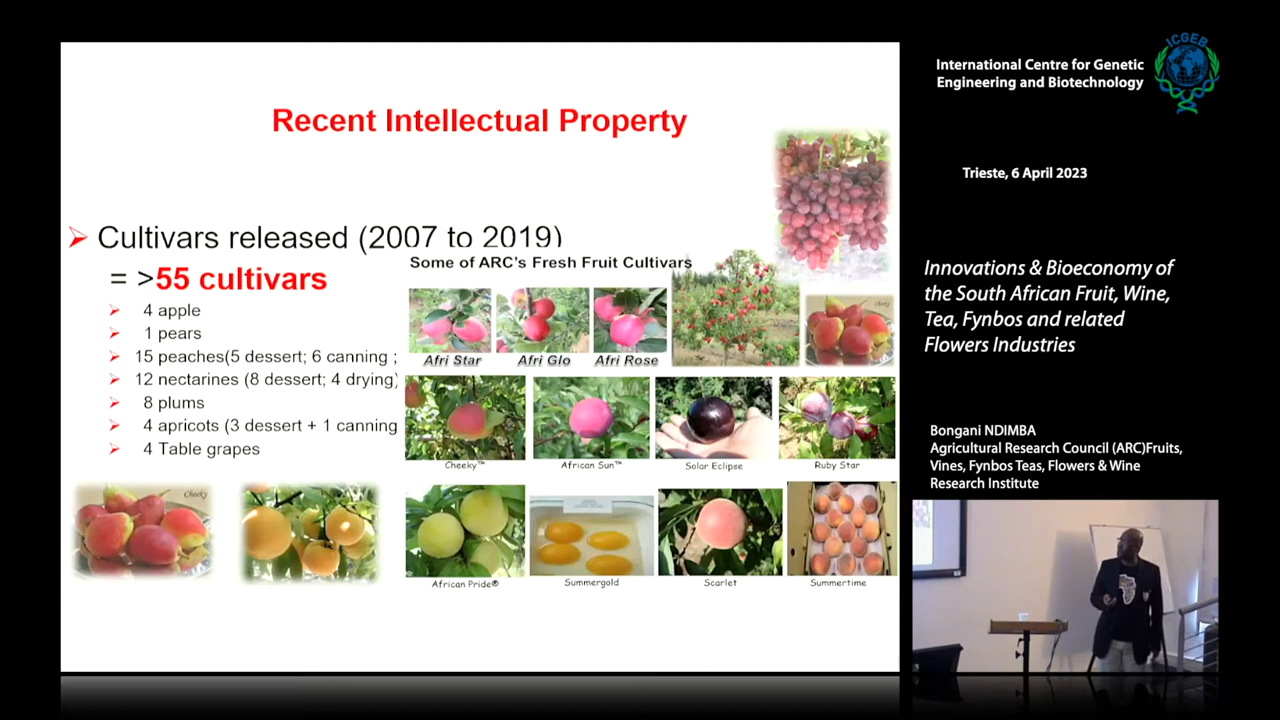 Recent Intellectual Property
Cultivars released (2007 to 2019)
= >55 cultivars
4 apple
1 pears
15 peaches(5 dessert; 6 canning ;
12 nectarines (8 dessert; 4 drying)
8 plums
4 apricots (3 dessert + 1 canning
4 Table grapes
Cheeky
Some of ARC's Fresh Fruit Cultivars
Afri Star
Afri Glo
Afri Rose
Cheeky
Cheeky™
African Sun™
Solar Eclipse
Ruby Star
African Pride®
Summergold
Scarlet
Summertime
International Centre for Genetic
Engineering and Biotechnology
ICGEB
Trieste, 6 April 2023
Innovations & Bioeconomy of
the South African Fruit, Wine,
Tea, Fynbos and related
Flowers Industries
Bongani NDIMBA
Agricultural Research Council (ARC)Fruits,
Vines, Fynbos Teas, Flowers & Wine
Research Institute